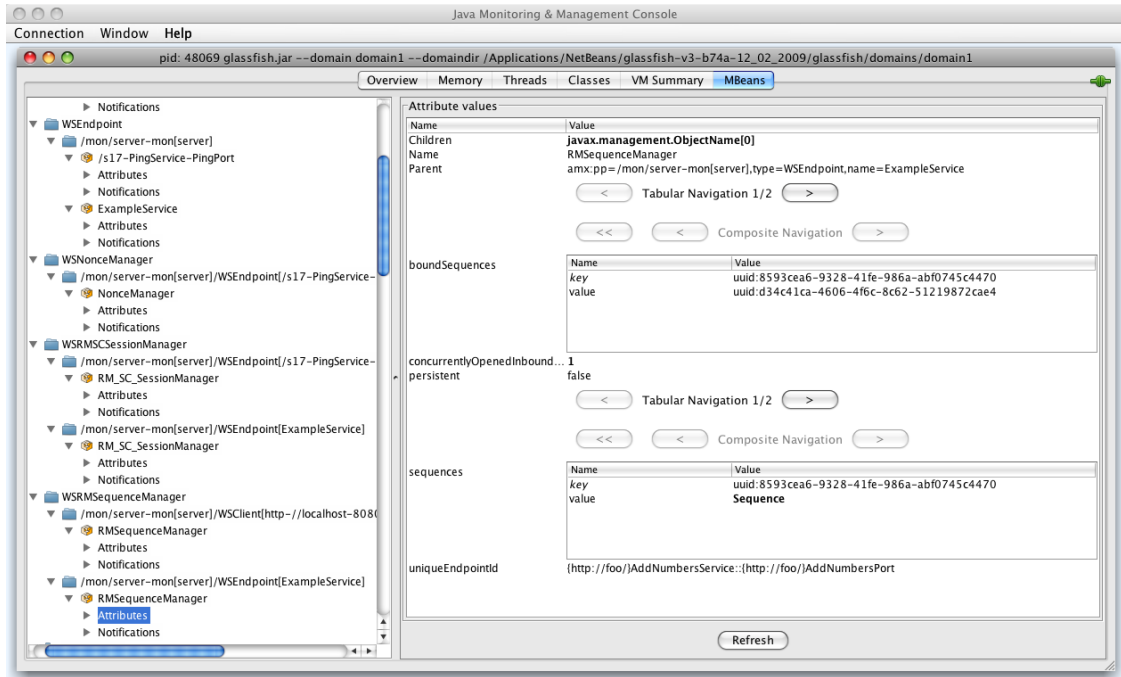 Java Monitoring & Management Console
Connection Window Help
pid: 48069 glassfish.jar --domain domain1 --domaindir /Applications/NetBeans/glassfish-v3-b74a-12_02_2009/glassfish/domains/domain1
Overview Memory Threads Classes VM Summary MBeans
Notifications
WSEndpoint
/mon/server-mon[server]
/s17-PingService-PingPort
Attributes
Notifications
ExampleService
Attributes
Notifications
WSNonceManager
/mon/server-mon[server]/WSEndpoint[/s17-PingService-
NonceManager
Attributes
Notifications
WSRMSCSessionManager
/mon/server-mon[server]/WSEndpoint[/s17-PingService-
RM_SC_SessionManager
Attributes
Notifications
/mon/server-mon[server]/WSEndpoint[ExampleService]
RM_SC_SessionManager
Attributes
Notifications
WSRMSequenceManager
/mon/server-mon[server]/WSClient[http-//localhost-8080
RMSequenceManager
Attributes
Notifications
/mon/server-mon[server]/WSEndpoint[ExampleService]
RMSequenceManager
Attributes
Notifications
Attribute values
Name Value
Children javax.management.ObjectName[0]
Name RMSequenceManager
Parent amx:pp=/mon/server-mon[server],type=WSEndpoint,name=ExampleService
< Tabular Navigation 1/2 >
<< < Composite Navigation >
boundSequences
Name Value
key uuid:8593cea6-9328-41fe-986a-abf0745c4470
value uuid:d34c41ca-4606-4f6c-8c62-51219872cae4
concurrentlyOpenedInbound... 1
persistent false
< Tabular Navigation 1/2 >
<< < Composite Navigation >
sequences
Name Value
key uuid:8593cea6-9328-41fe-986a-abf0745c4470
value Sequence
uniqueEndpointId {http://foo/}AddNumbersService::{http://foo/}AddNumbersPort
Refresh